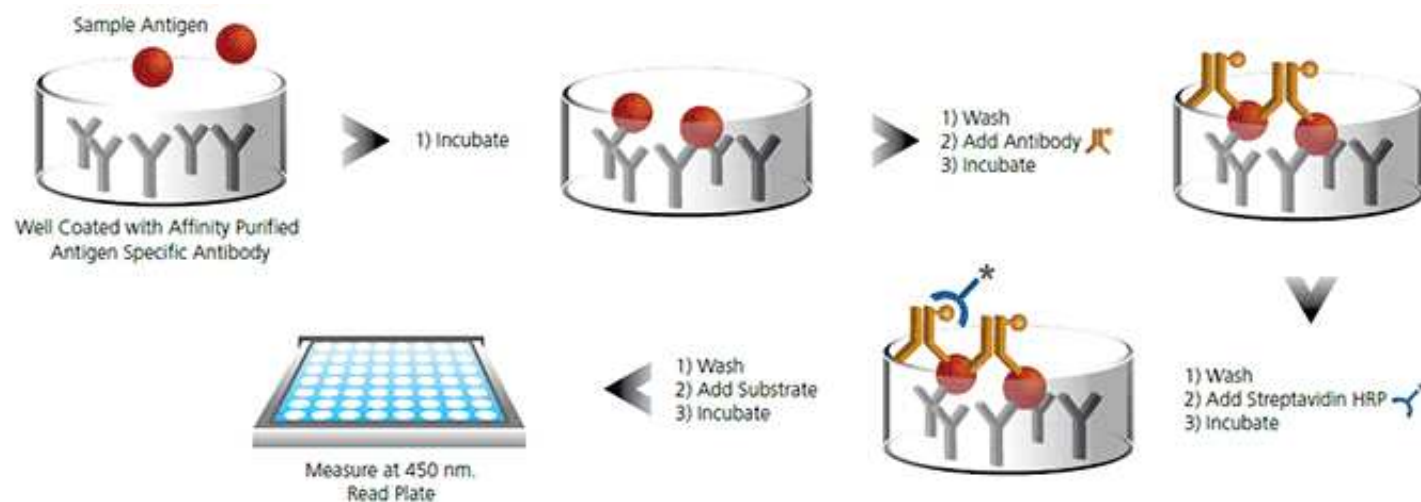 Sample Antigen
Well Coated with Affinity Purified
Antigen Specific Antibody
1) Incubate
1) Wash
2) Add Antibody
3) Incubate
1) Wash
2) Add Streptavidin HRP
3) Incubate
*
1) Wash
2) Add Substrate
3) Incubate
Measure at 450 nm.
Read Plate